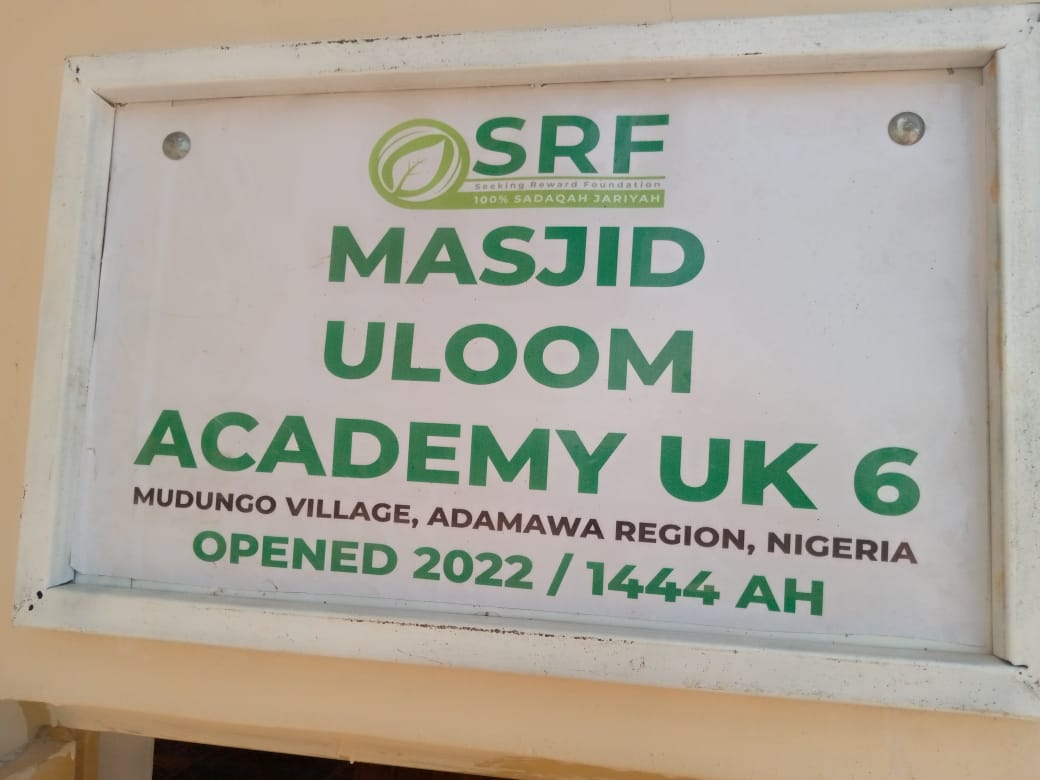 SRF
Seeking Reward Foundation
100% SADAQAH JARIYAH
MASJID
ULOOM
ACADEMY UK 6
MUDUNGO VILLAGE, ADAMAWA REGION, NIGERIA
OPENED 2022 / 1444 AH